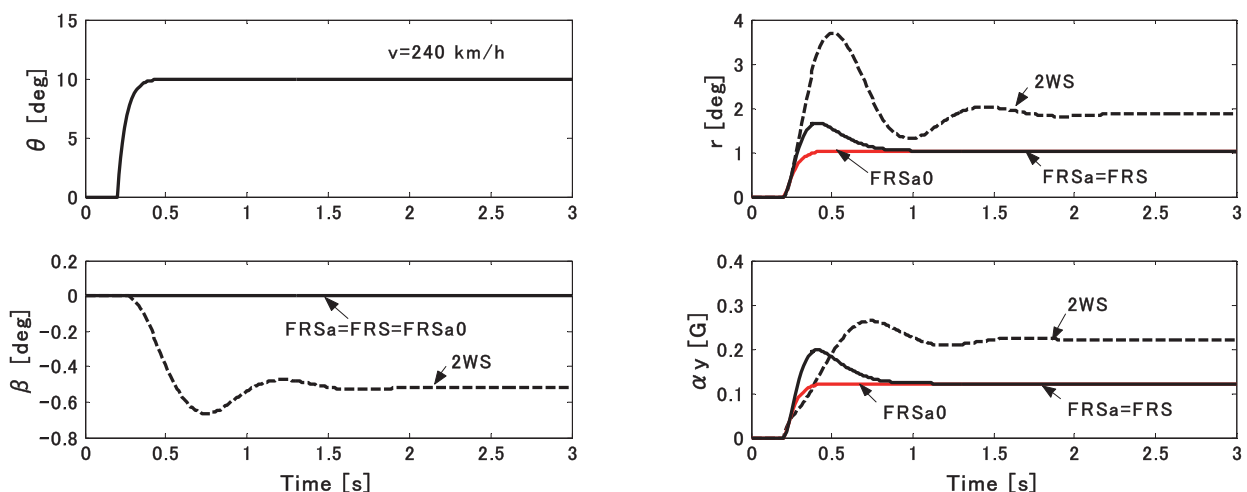 15
10
5
0
θ [deg]
v=240 km/h
0 0.5 1 1.5 2 2.5 3
4
3
2
1
0
r [deg]
2WS
FRSa0
FRSa=FRS
0 0.5 1 1.5 2 2.5 3
0.2
0
-0.2
-0.4
-0.6
-0.8
β [deg]
FRSa=FRS=FRSa0
2WS
0 0.5 1 1.5 2 2.5 3
Time [s]
0.4
0.3
0.2
0.1
0
αy [G]
2WS
FRSa0
FRSa=FRS
0 0.5 1 1.5 2 2.5 3
Time [s]